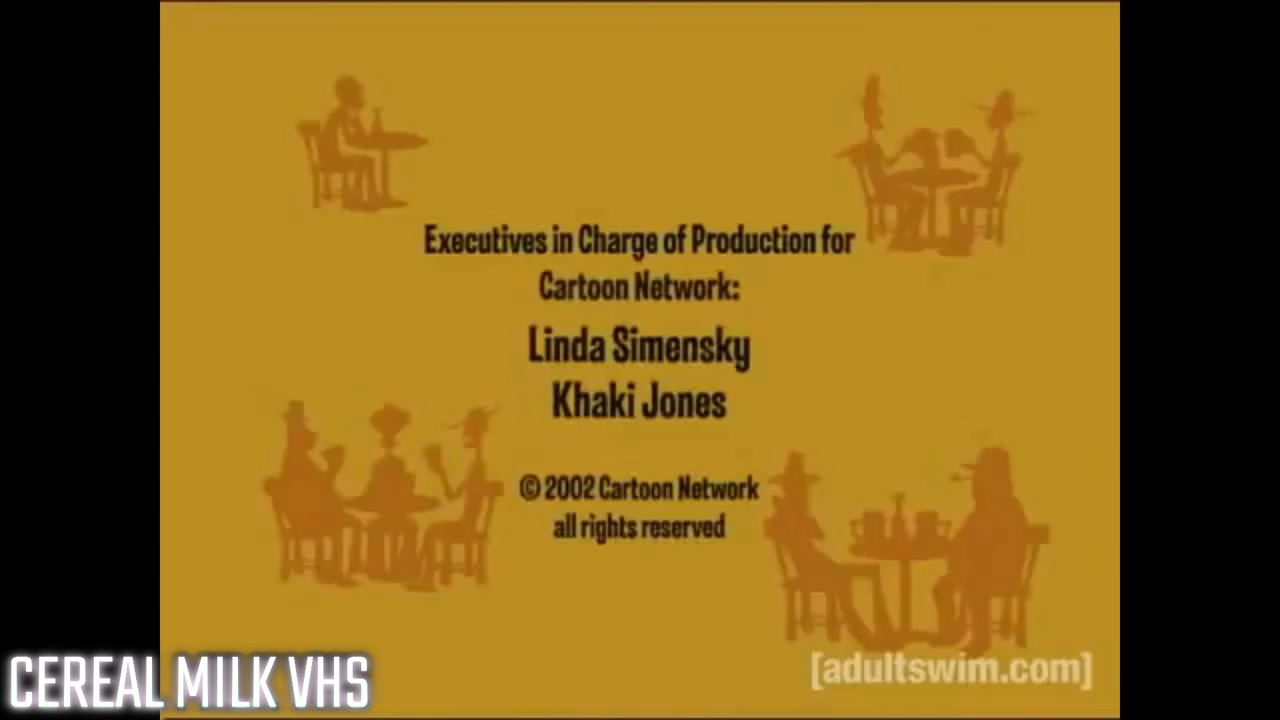 Executives in Charge of Production for
Cartoon Network:
Linda Simensky
Khaki Jones
© 2002 Cartoon Network
all rights reserved
[adultswim.com]
CEREAL MILK VHS